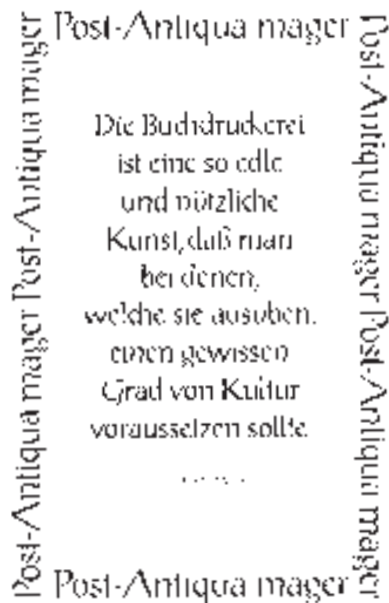 Post-Antiqua mager
Post-Antiqua mager Post-Antiqua mager
Die Buchdruckerei
ist eine so edle
und nützliche
Kunst, daß man
bei denen,
welche sie ausüben,
einen gewissen
Grad von Kultur
voraussetzen sollte
Post-Antiqua mager Post-Antiqua mager
Post-Antiqua mager